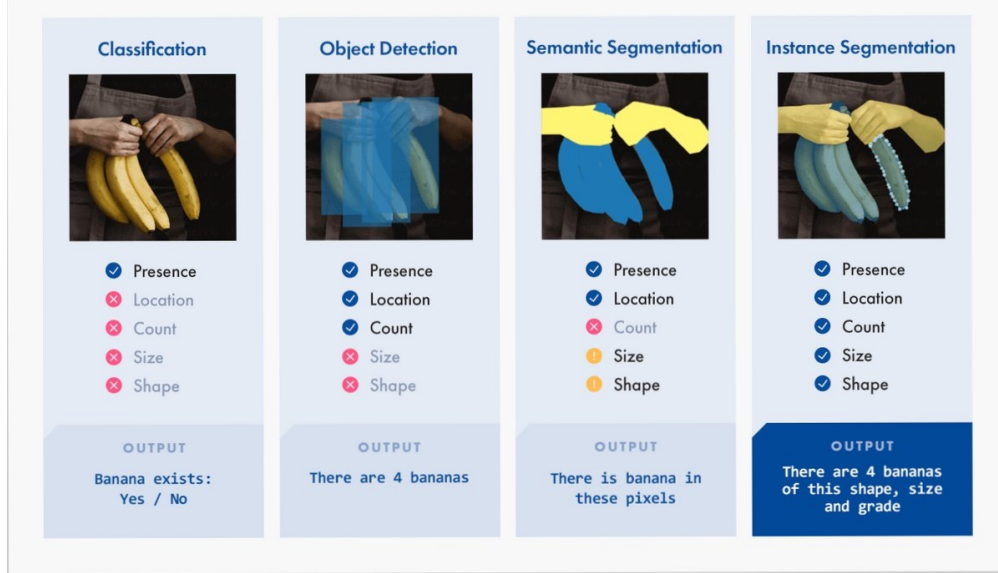 Classification
Presence
Location
Count
Size
Shape
OUTPUT
Banana exists:
Yes / No
Object Detection
Presence
Location
Count
Size
Shape
OUTPUT
There are 4 bananas
Semantic Segmentation
Presence
Location
Count
Size
Shape
OUTPUT
There is banana in
these pixels
Instance Segmentation
Presence
Location
Count
Size
Shape
OUTPUT
There are 4 bananas
of this shape, size
and grade